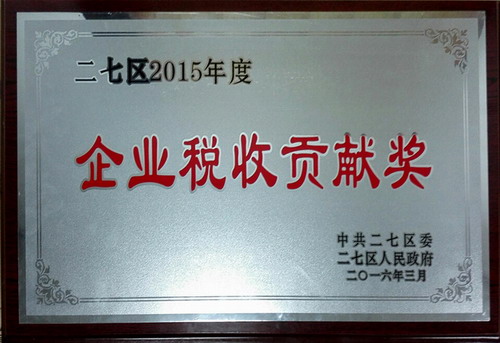 二七区2015年度
企业税收贡献奖
中共二七区委
二七区人民政府
二〇一六年三月